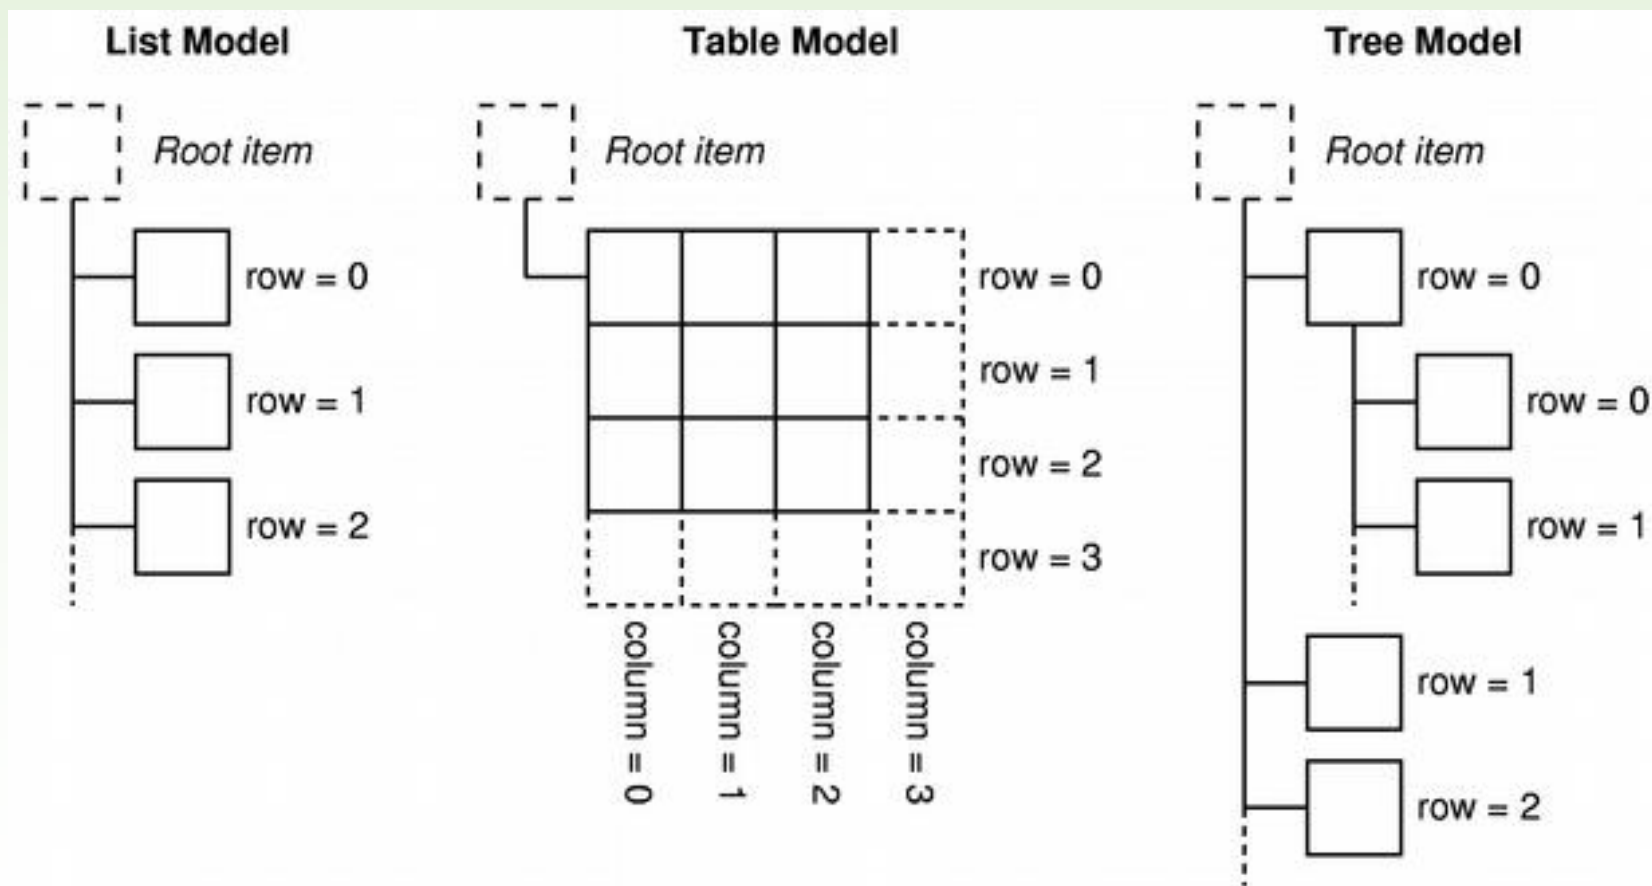 List Model
Root item
row = 0
row = 1
row = 2
Table Model
Root item
row = 0
row = 1
row = 2
row = 3
column = 0
column = 1
column = 2
column = 3
Tree Model
Root item
row = 0
row = 0
row = 1
row = 1
row = 2